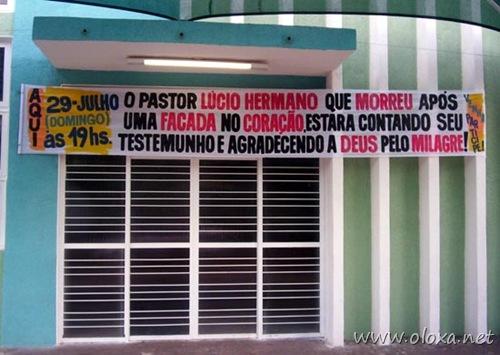 AQUI
29-JULHO
(DOMINGO)
ÀS 19hs.
O PASTOR LÚCIO HERMANO QUE MORREU APÓS
UMA FACADA NO CORAÇÃO,ESTARA CONTANDO SEU
TESTEMUNHO E AGRADECENDO A DEUS PELO MILAGRE!
www.oloxa.net